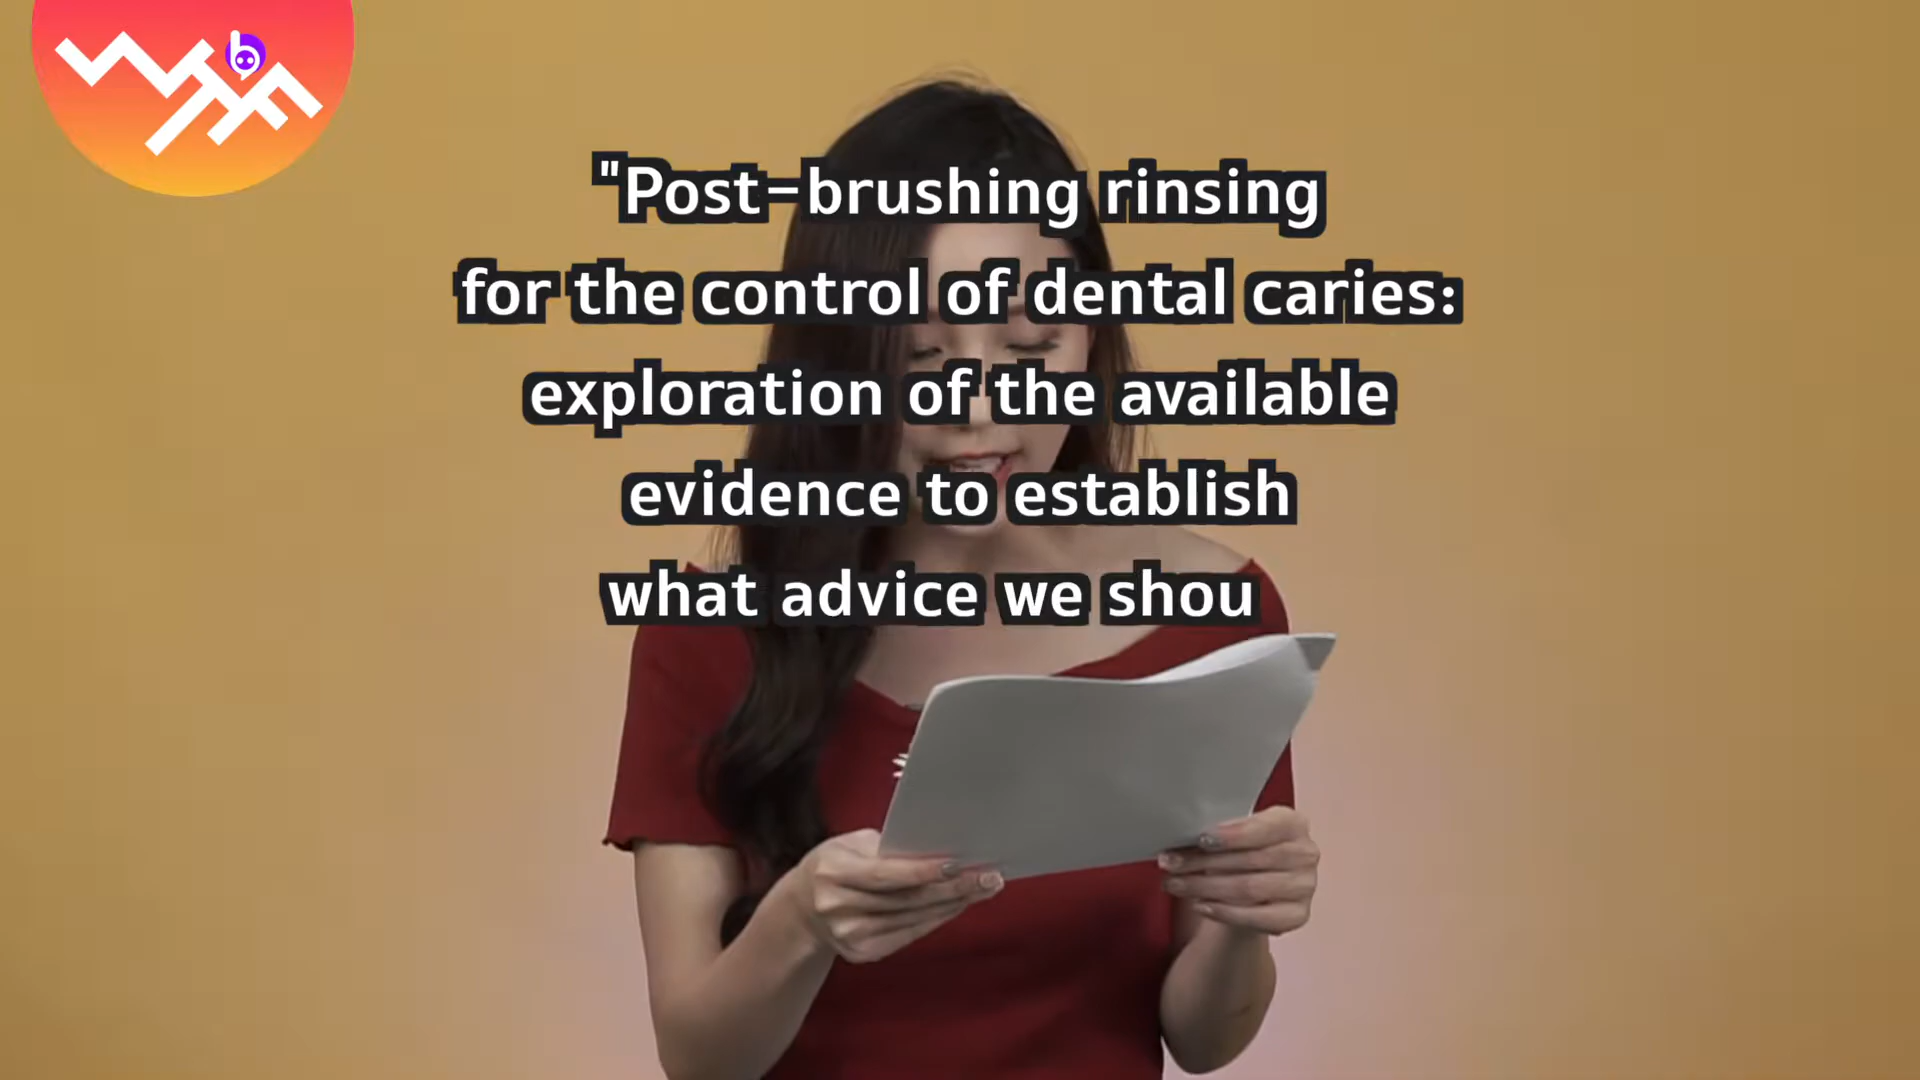 "Post-brushing rinsing
for the control of dental caries:
exploration of the available
evidence to establish
what advice we shou